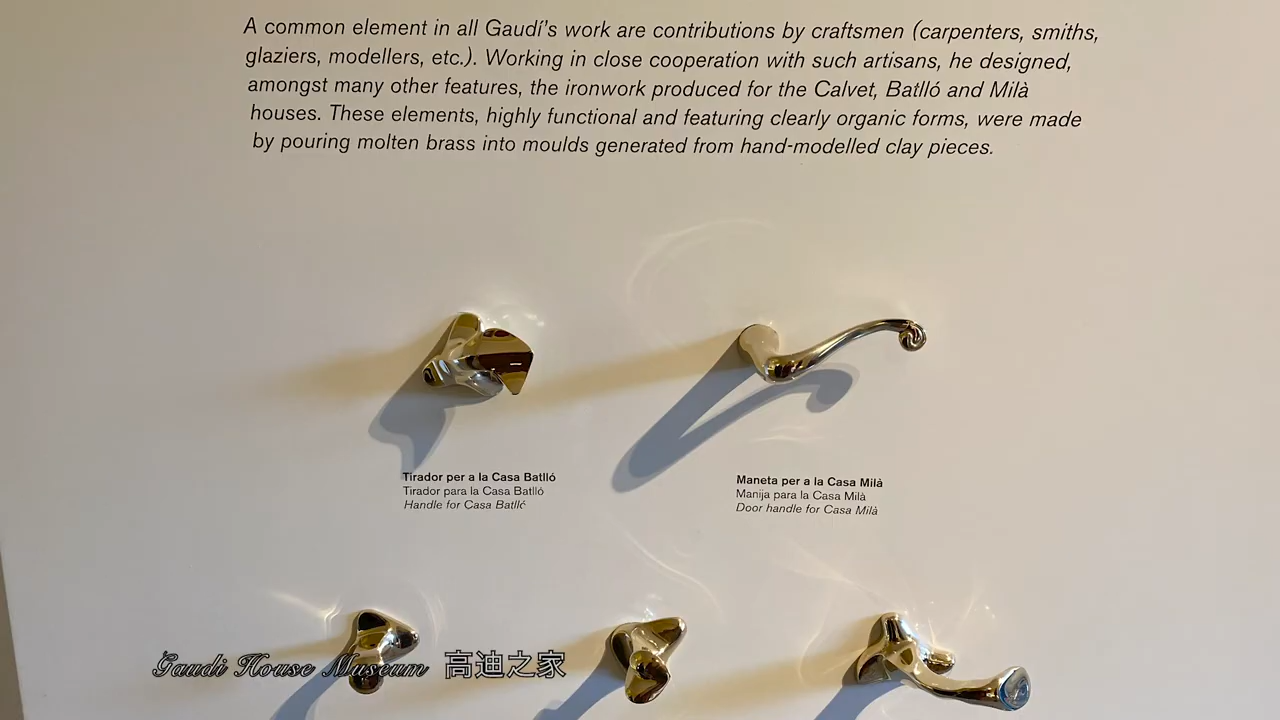 A common element in all Gaudí's work are contributions by craftsmen (carpenters, smiths,
glaziers, modellers, etc.). Working in close cooperation with such artisans, he designed,
amongst many other features, the ironwork produced for the Calvet, Batlló and Milà
houses. These elements, highly functional and featuring clearly organic forms, were made
by pouring molten brass into moulds generated from hand-modelled clay pieces.
Tirador per a la Casa Batlló
Tirador para la Casa Batlló
Handle for Casa Batlló
Maneta per a la Casa Milà
Manija para la Casa Milà
Door handle for Casa Milà
Gaudi House Museum 高迪之家